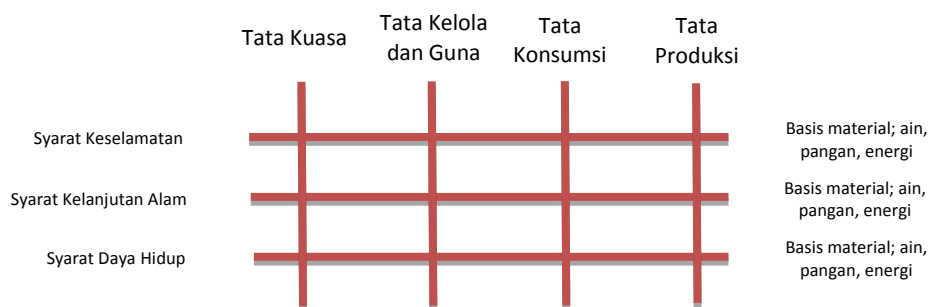 Tata Kuasa
Tata Kelola
dan Guna
Tata
Konsumsi
Tata
Produksi
Syarat Keselamatan
Basis material; ain,
pangan, energi
Syarat Kelanjutan Alam
Basis material; ain,
pangan, energi
Syarat Daya Hidup
Basis material; ain,
pangan, energi